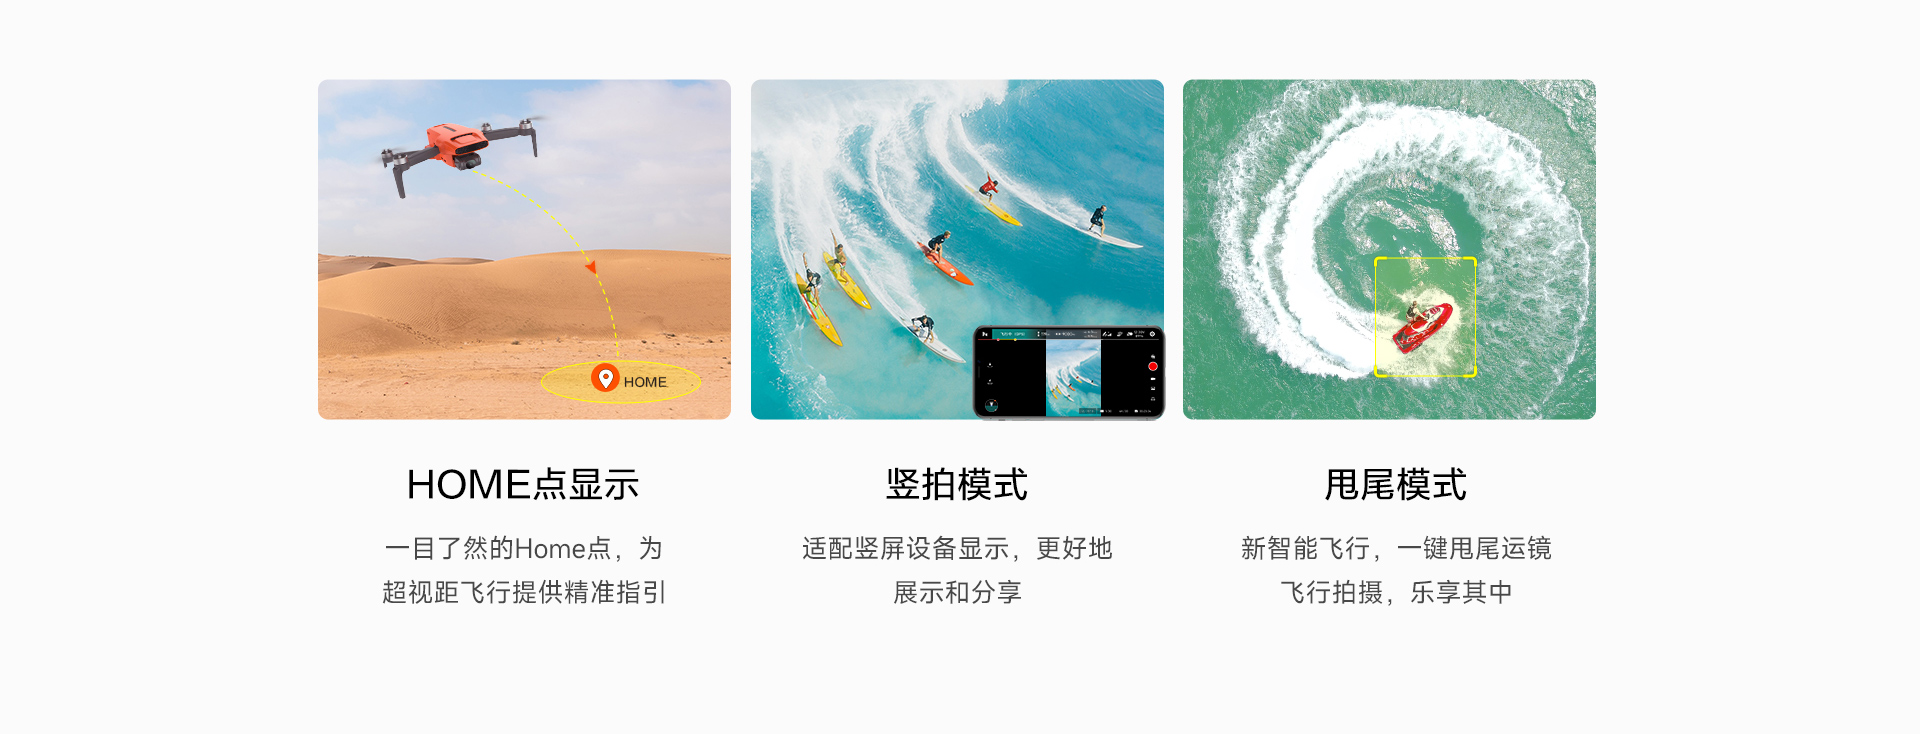 HOME
HOME点显示
一目了然的Home点，为
超视距飞行提供精准指引
竖拍模式
适配竖屏设备显示，更好地
展示和分享
甩尾模式
新智能飞行，一键甩尾运镜
飞行拍摄，乐享其中